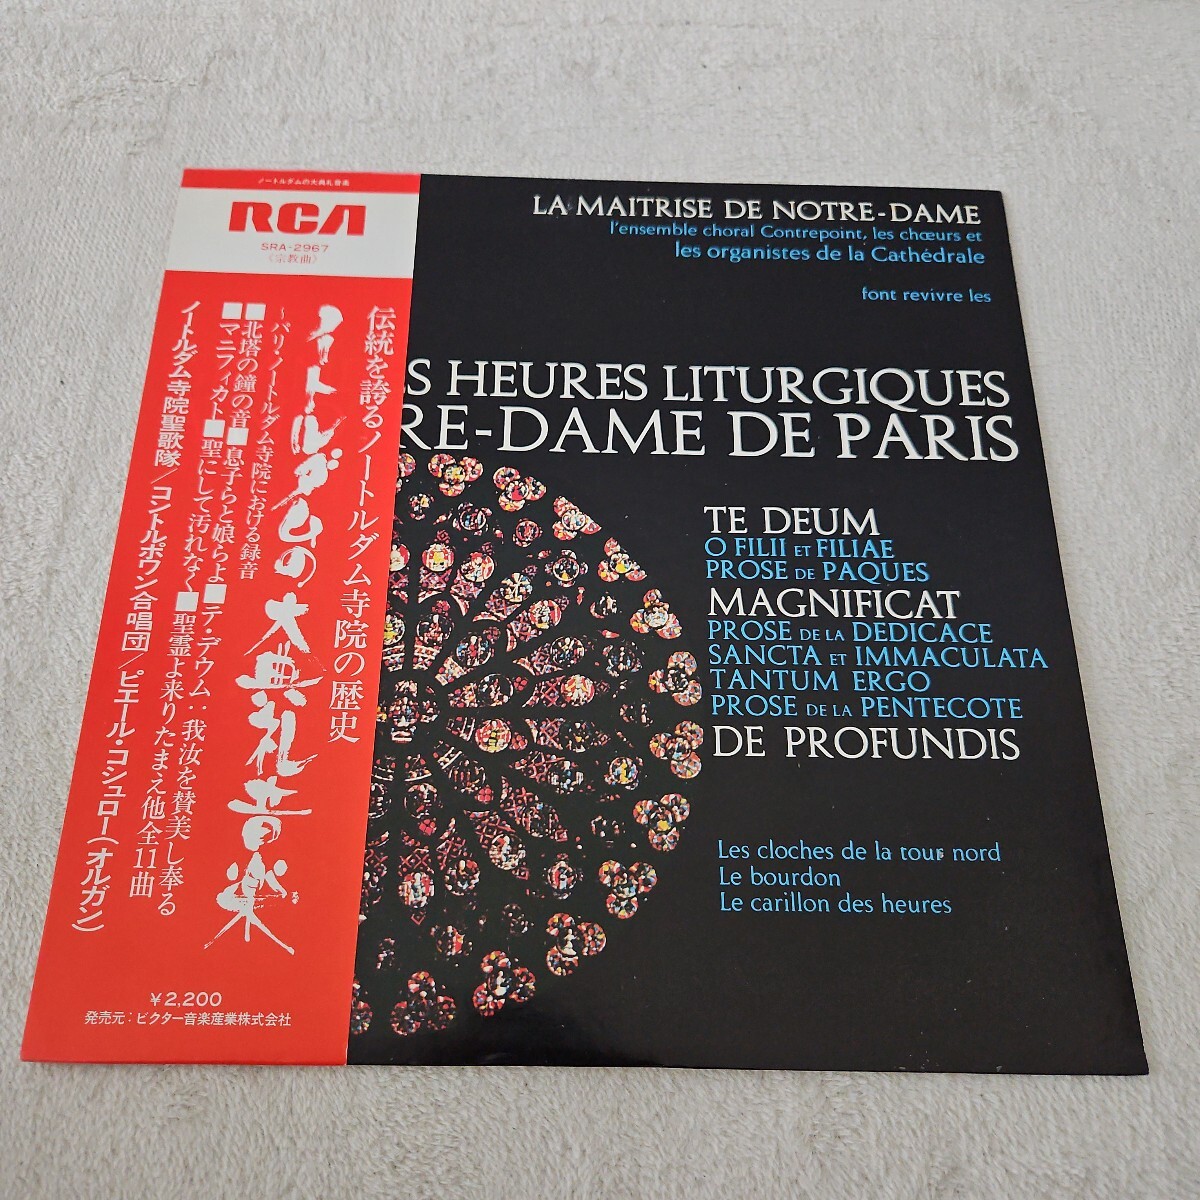 ノートルダムの大典礼音楽
RCA
SRA-2967
《宗教曲》
伝統を誇るノートルダム寺院の歴史
ノートルダムの大典礼音楽
~パリ・ノートルダム寺院における録音
■北塔の鐘の音■息子らと娘らよ■テ・デウム:我汝を賛美し奉る
■マニフィカト■聖にして汚れなく■聖霊よ来りたまえ他全11曲
ノートルダム寺院聖歌隊/コントルポワン合唱団/ピエール・コシュロー(オルガン)
¥2,200
発売元:ビクター音楽産業株式会社
LA MAITRISE DE NOTRE-DAME
l'ensemble choral Contrepoint, les chœurs et
les organistes de la Cathédrale
font revivre les
S HEURES LITURGIQUES
RE-DAME DE PARIS
TE DEUM
O FILII ET FILIAE
PROSE DE PAQUES
MAGNIFICAT
PROSE DE LA DEDICACE
SANCTA ET IMMACULATA
TANTUM ERGO
PROSE DE LA PENTECOTE
DE PROFUNDIS
Les cloches de la tour nord
Le bourdon
Le carillon des heures